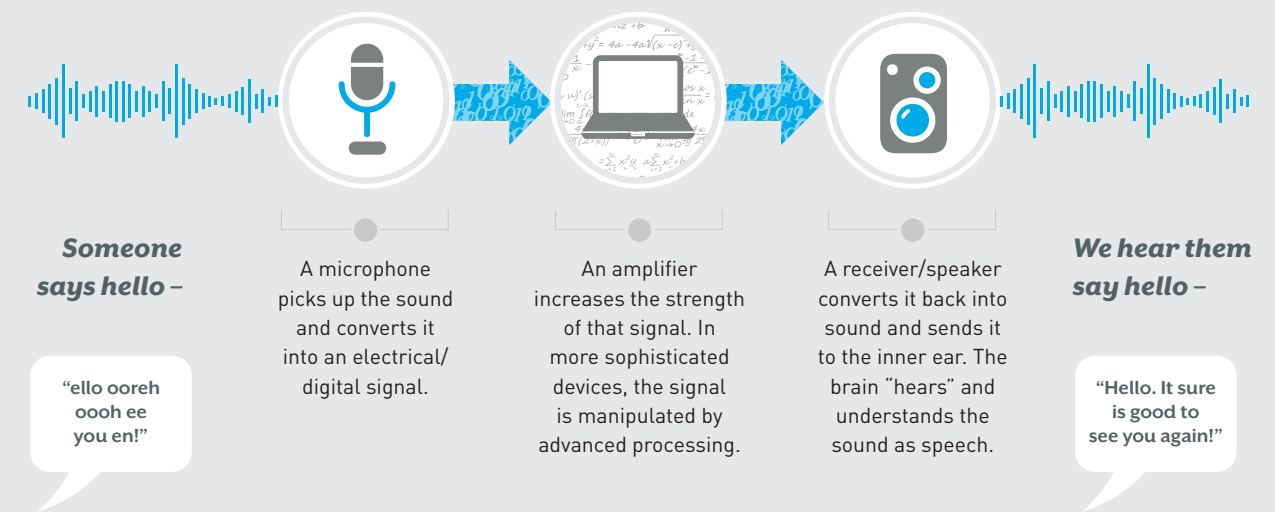 Someone
says hello –
“ello ooreh
oooh ee
you en!”
A microphone
picks up the sound
and converts it
into an electrical/
digital signal.
An amplifier
increases the strength
of that signal. In
more sophisticated
devices, the signal
is manipulated by
advanced processing.
A receiver/speaker
converts it back into
sound and sends it
to the inner ear. The
brain “hears” and
understands the
sound as speech.
We hear them
say hello –
“Hello. It sure
is good to
see you again!”